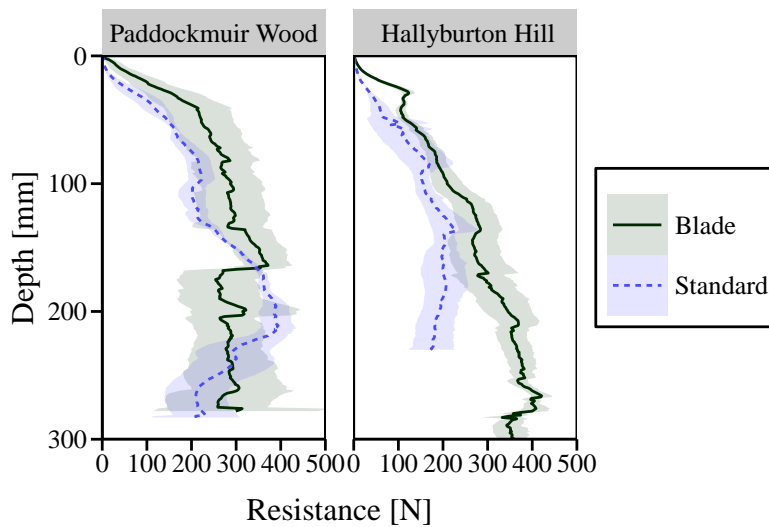 Paddockmuir Wood Hallyburton Hill
0
100
200
300
Depth [mm]
0 100 200 300 400 500 0 100 200 300 400 500
Resistance [N]
Blade
Standard